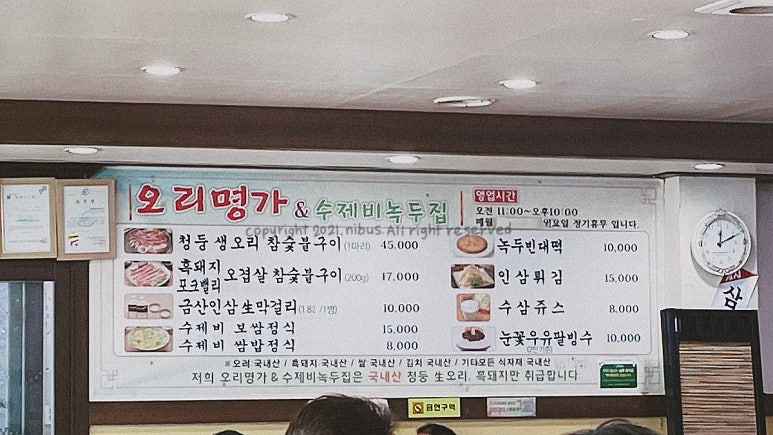 오리명가 & 수제비녹두집
영업시간
오전 11:00~오후10:00
매월 정기휴무 입니다.
copyright 2021. nibus. All right reserved
청둥 생오리 참숯불구이 (1마리) 45,000
흑돼지 포크밸리 오겹살 참숯불구이 (200g) 17,000
금산인삼 生막걸리 10,000
수제비 보쌈정식 15,000
수제비 쌈밥정식 8,000
녹두빈대떡 10,000
인삼튀김 15,000
수삼쥬스 8,000
눈꽃우유팥빙수 10,000
※오리 국내산 / 흑돼지 국내산 / 쌀 국내산 / 김치 국내산 / 기타모든 식자재 국내산
저희 오리명가 & 수제비녹두집은 국내산 청둥 生오리, 흑돼지만 취급합니다
금연구역
삼